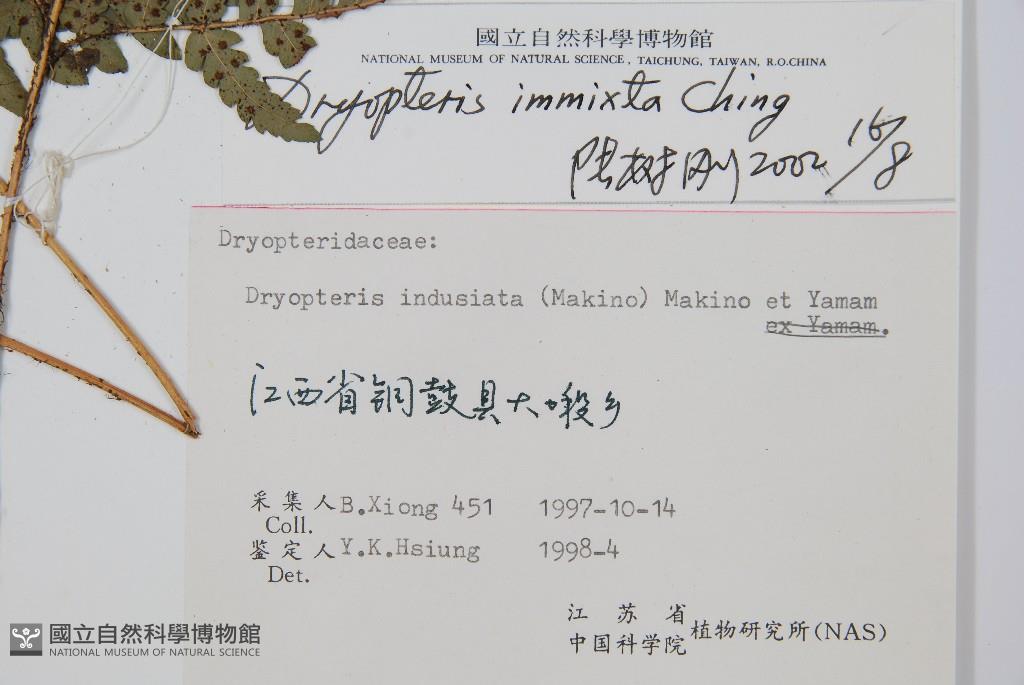 國立自然科學博物館
NATIONAL MUSEUM OF NATURAL SCIENCE, TAICHUNG, TAIWAN, R.O.CHINA
Dryopteris immixta Ching
陆树刚 2002 15/8
Dryopteridaceae:
Dryopteris indusiata (Makino) Makino et Yamam
ex Yamam.
江西省铜鼓县大塅乡
采集人 B.Xiong 451 1997-10-14
Coll.
鉴定人 Y.K.Hsiung 1998-4
Det.
江苏省
中国科学院 植物研究所(NAS)
國立自然科學博物館
NATIONAL MUSEUM OF NATURAL SCIENCE